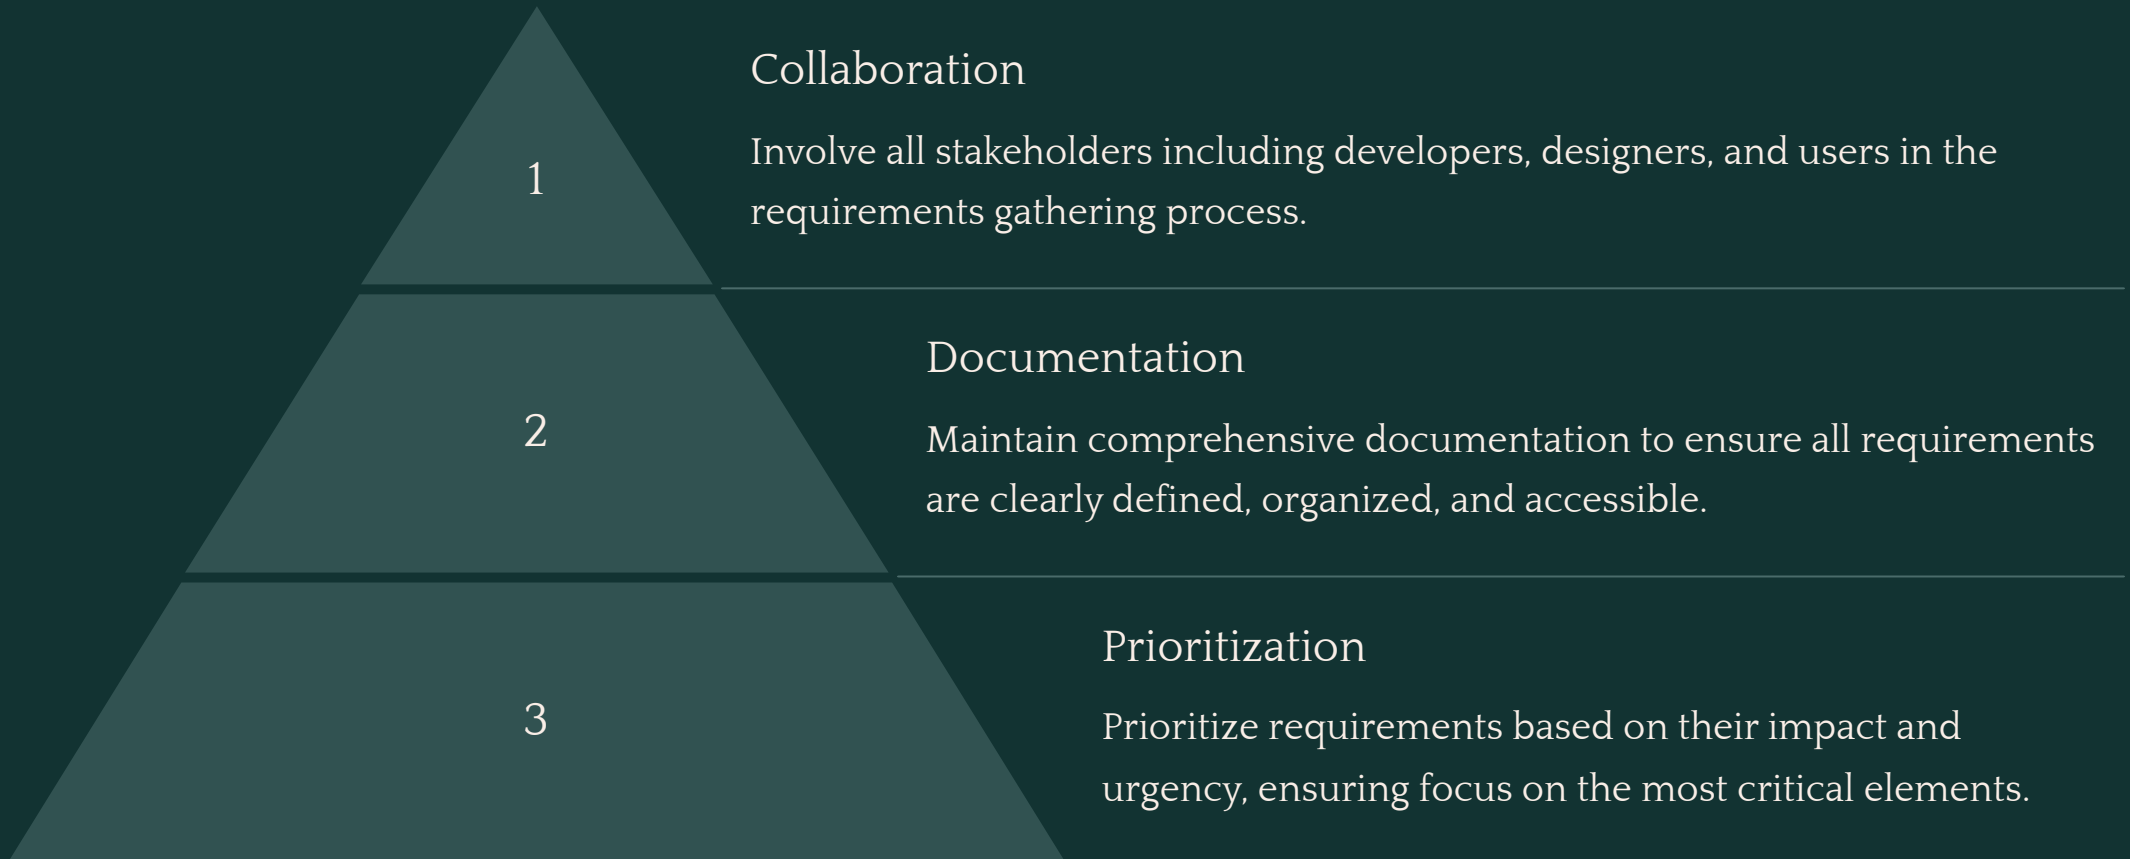 Collaboration
1
Involve all stakeholders including developers, designers, and users in the
requirements gathering process.
Documentation
2
Maintain comprehensive documentation to ensure all requirements
are clearly defined, organized, and accessible.
Prioritization
3
Prioritize requirements based on their impact and
urgency, ensuring focus on the most critical elements.